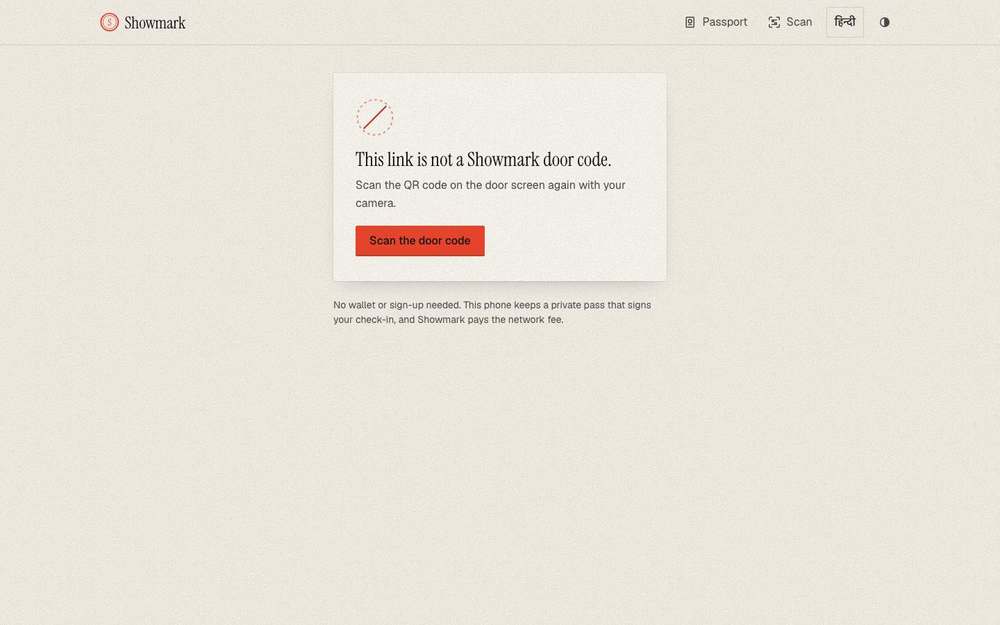 Showmark
Passport
Scan
हिन्दी
This link is not a Showmark door code.
Scan the QR code on the door screen again with your
camera.
Scan the door code
No wallet or sign-up needed. This phone keeps a private pass that signs
your check-in, and Showmark pays the network fee.